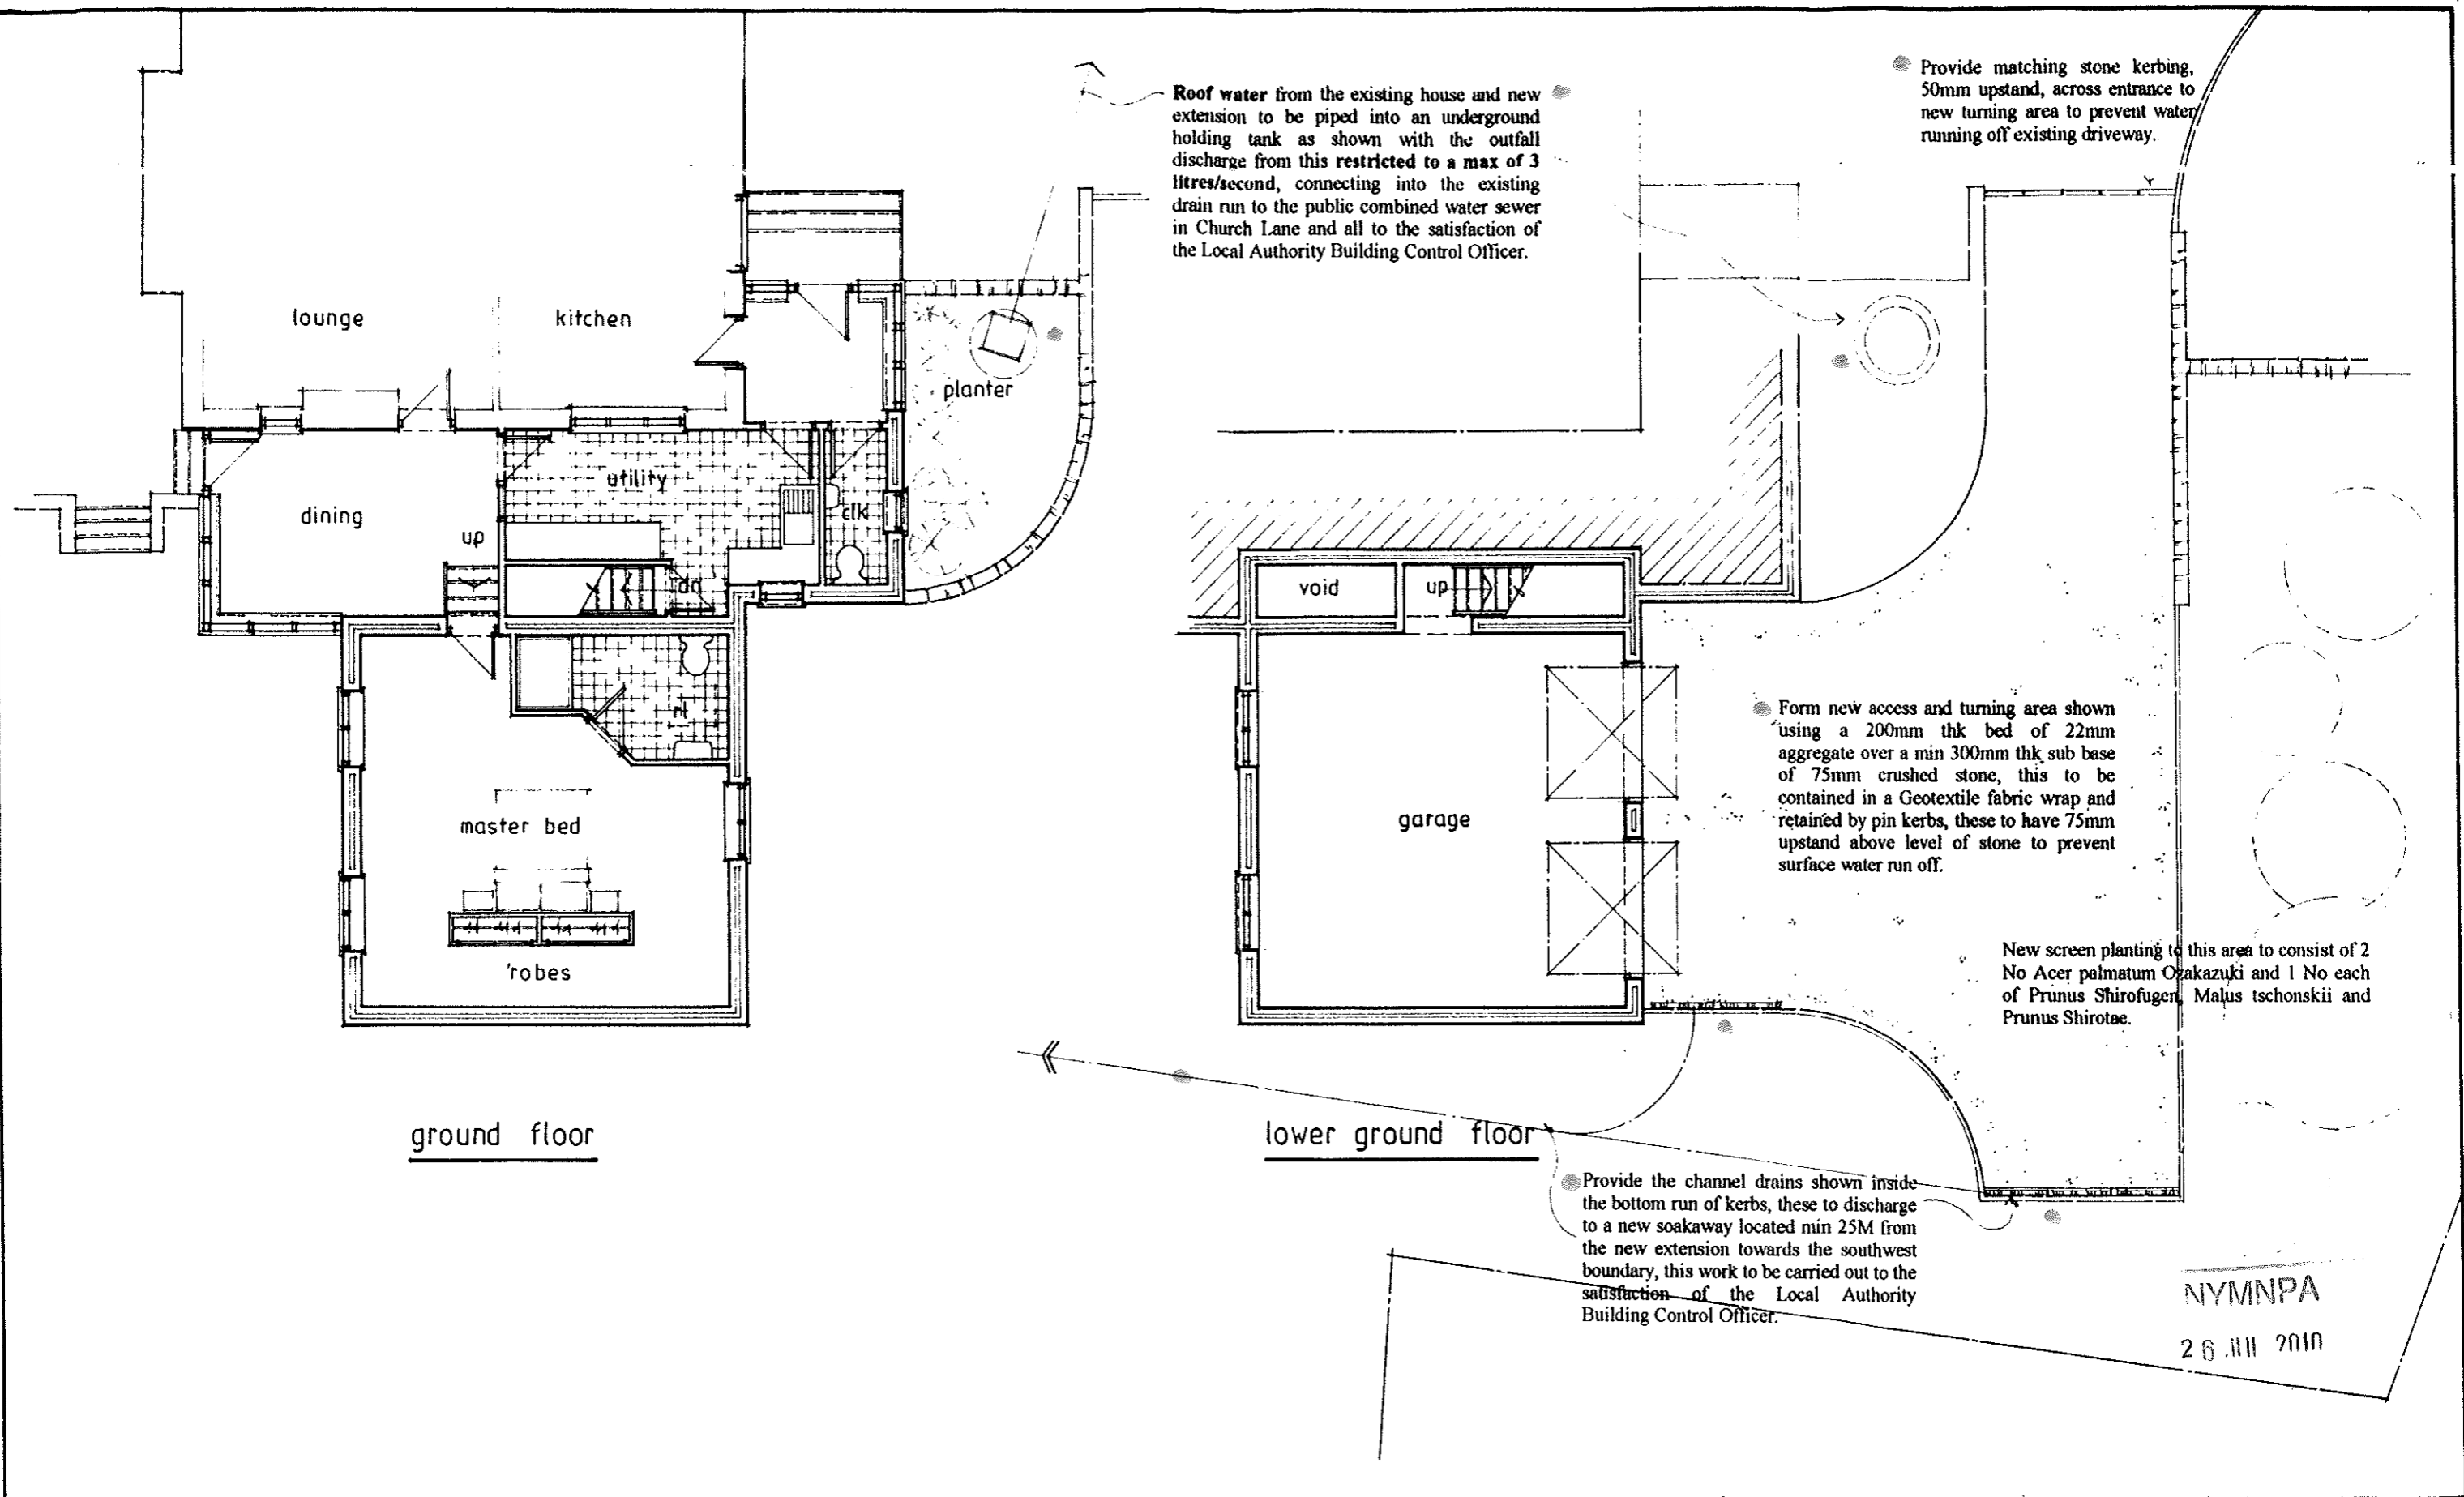 Roof water from the existing house and new
extension to be piped into an underground
holding tank as shown with the outfall
discharge from this restricted to a max of 3
litres/second, connecting into the existing
drain run to the public combined water sewer
in Church Lane and all to the satisfaction of
the Local Authority Building Control Officer.
Provide matching stone kerbing,
50mm upstand, across entrance to
new turning area to prevent water
running off existing driveway.
lounge
kitchen
planter
dining
up
utility
clk
dn
master bed
'robes
ground floor
void
up
garage
Form new access and turning area shown
using a 200mm thk bed of 22mm
aggregate over a min 300mm thk sub base
of 75mm crushed stone, this to be
contained in a Geotextile fabric wrap and
retained by pin kerbs, these to have 75mm
upstand above level of stone to prevent
surface water run off.
New screen planting to this area to consist of 2
No Acer palmatum Ozakazuki and 1 No each
of Prunus Shirofugen, Malus tschonskii and
Prunus Shirotae.
lower ground floor
Provide the channel drains shown inside
the bottom run of kerbs, these to discharge
to a new soakaway located min 25M from
the new extension towards the southwest
boundary, this work to be carried out to the
satisfaction of the Local Authority
Building Control Officer.
NYMNPA
2010